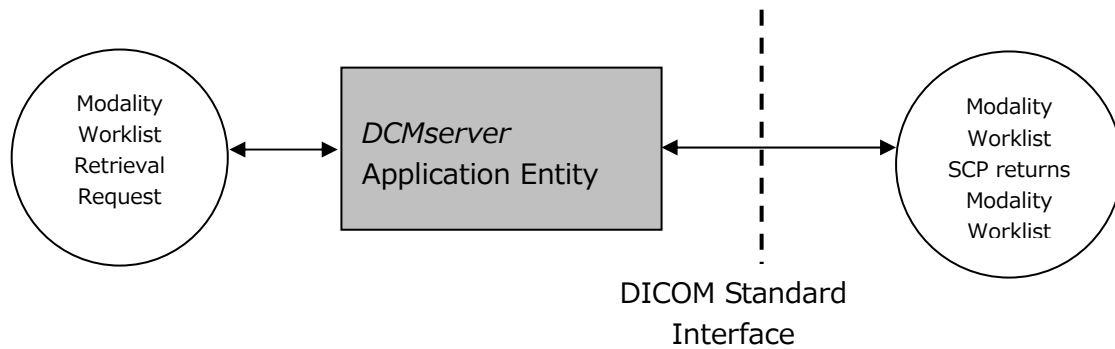 Modality
Worklist
Retrieval
Request
DCMserver
Application Entity
Modality
Worklist
SCP returns
Modality
Worklist
DICOM Standard
Interface